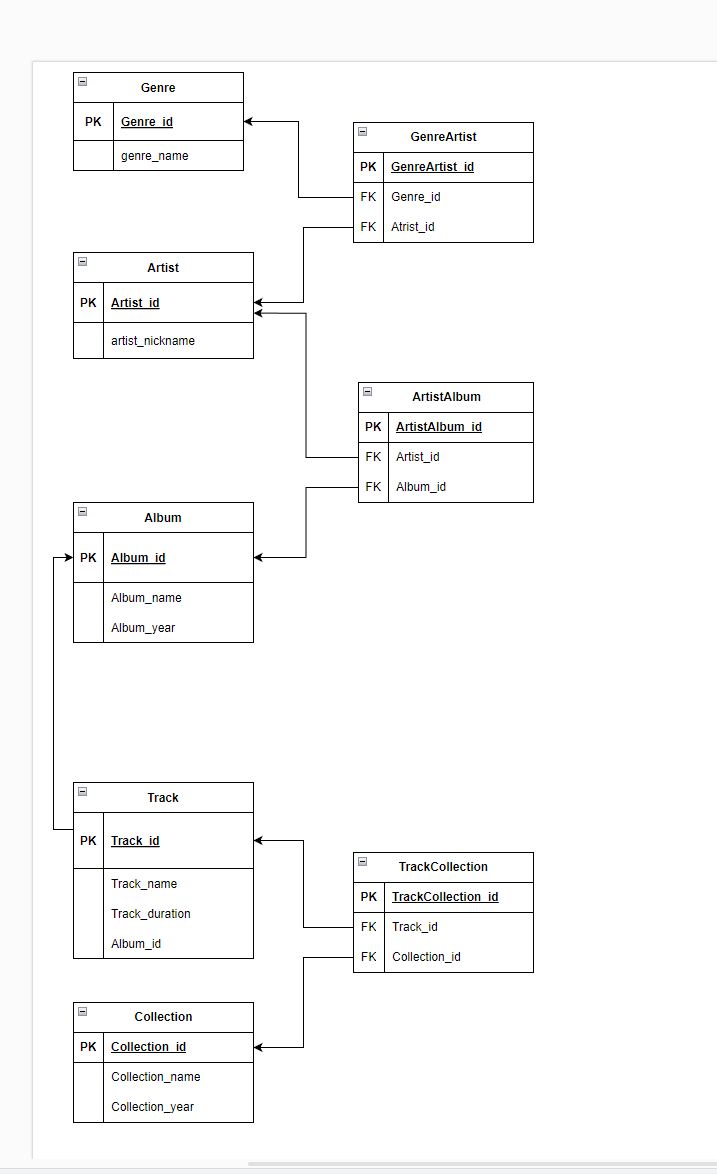 Genre
PK Genre_id
genre_name
GenreArtist
PK GenreArtist_id
FK Genre_id
FK Atrist_id
Artist
PK Artist_id
artist_nickname
ArtistAlbum
PK ArtistAlbum_id
FK Artist_id
FK Album_id
Album
PK Album_id
Album_name
Album_year
Track
PK Track_id
Track_name
Track_duration
Album_id
TrackCollection
PK TrackCollection_id
FK Track_id
FK Collection_id
Collection
PK Collection_id
Collection_name
Collection_year